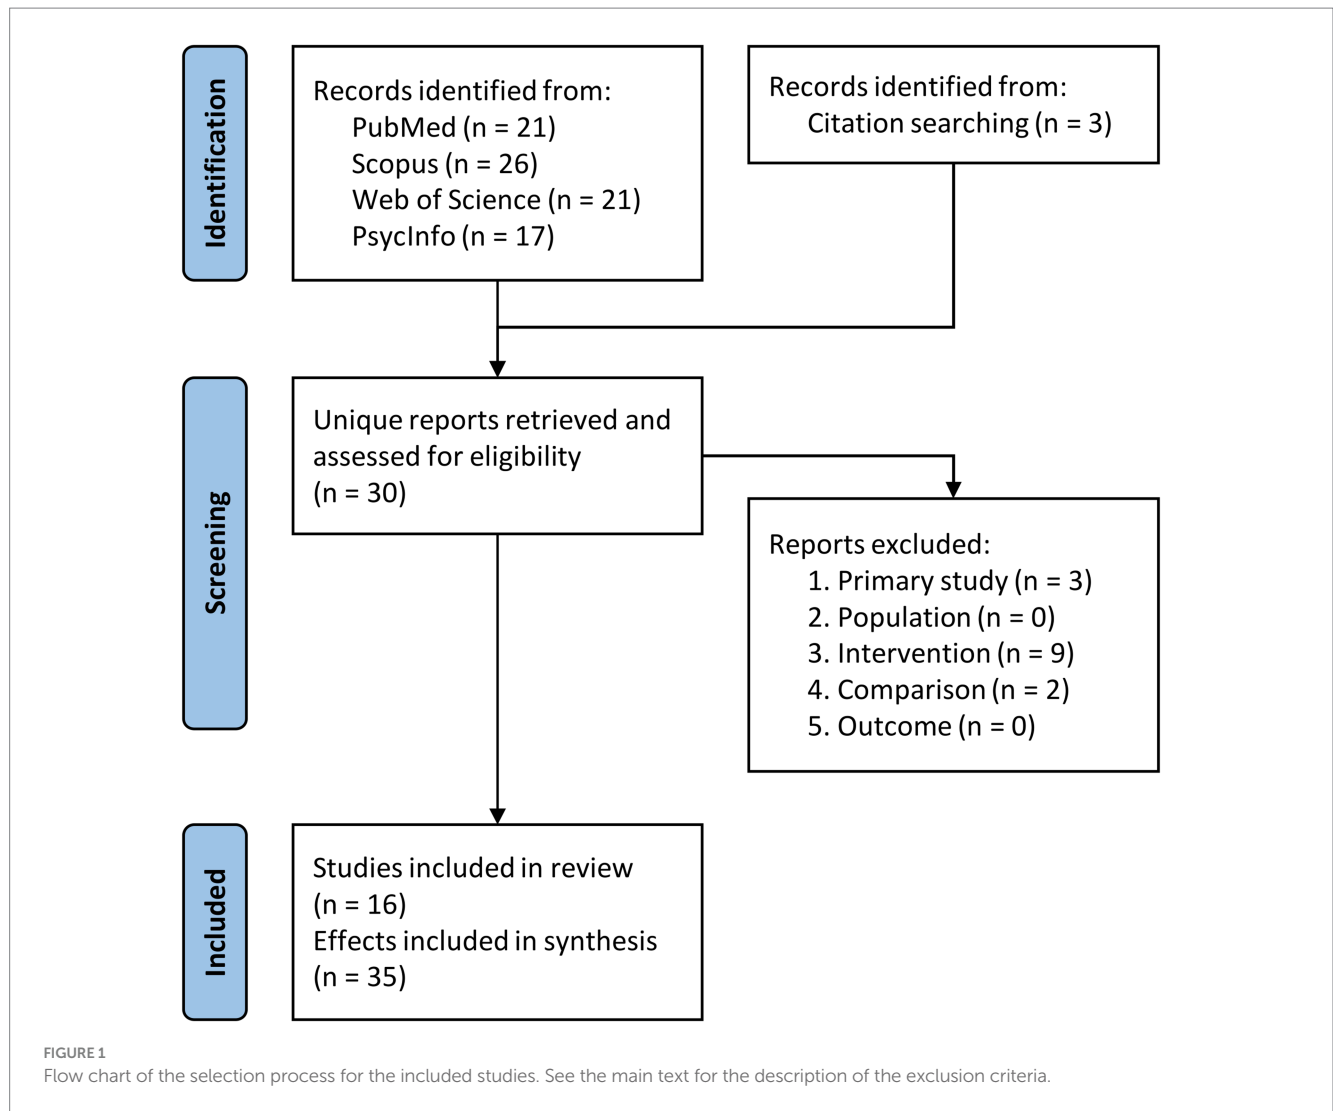 Identification
Records identified from:
PubMed (n = 21)
Scopus (n = 26)
Web of Science (n = 21)
PsycInfo (n = 17)
Records identified from:
Citation searching (n = 3)
Screening
Unique reports retrieved and
assessed for eligibility
(n = 30)
Reports excluded:
1. Primary study (n = 3)
2. Population (n = 0)
3. Intervention (n = 9)
4. Comparison (n = 2)
5. Outcome (n = 0)
Included
Studies included in review
(n = 16)
Effects included in synthesis
(n = 35)
FIGURE 1
Flow chart of the selection process for the included studies. See the main text for the description of the exclusion criteria.